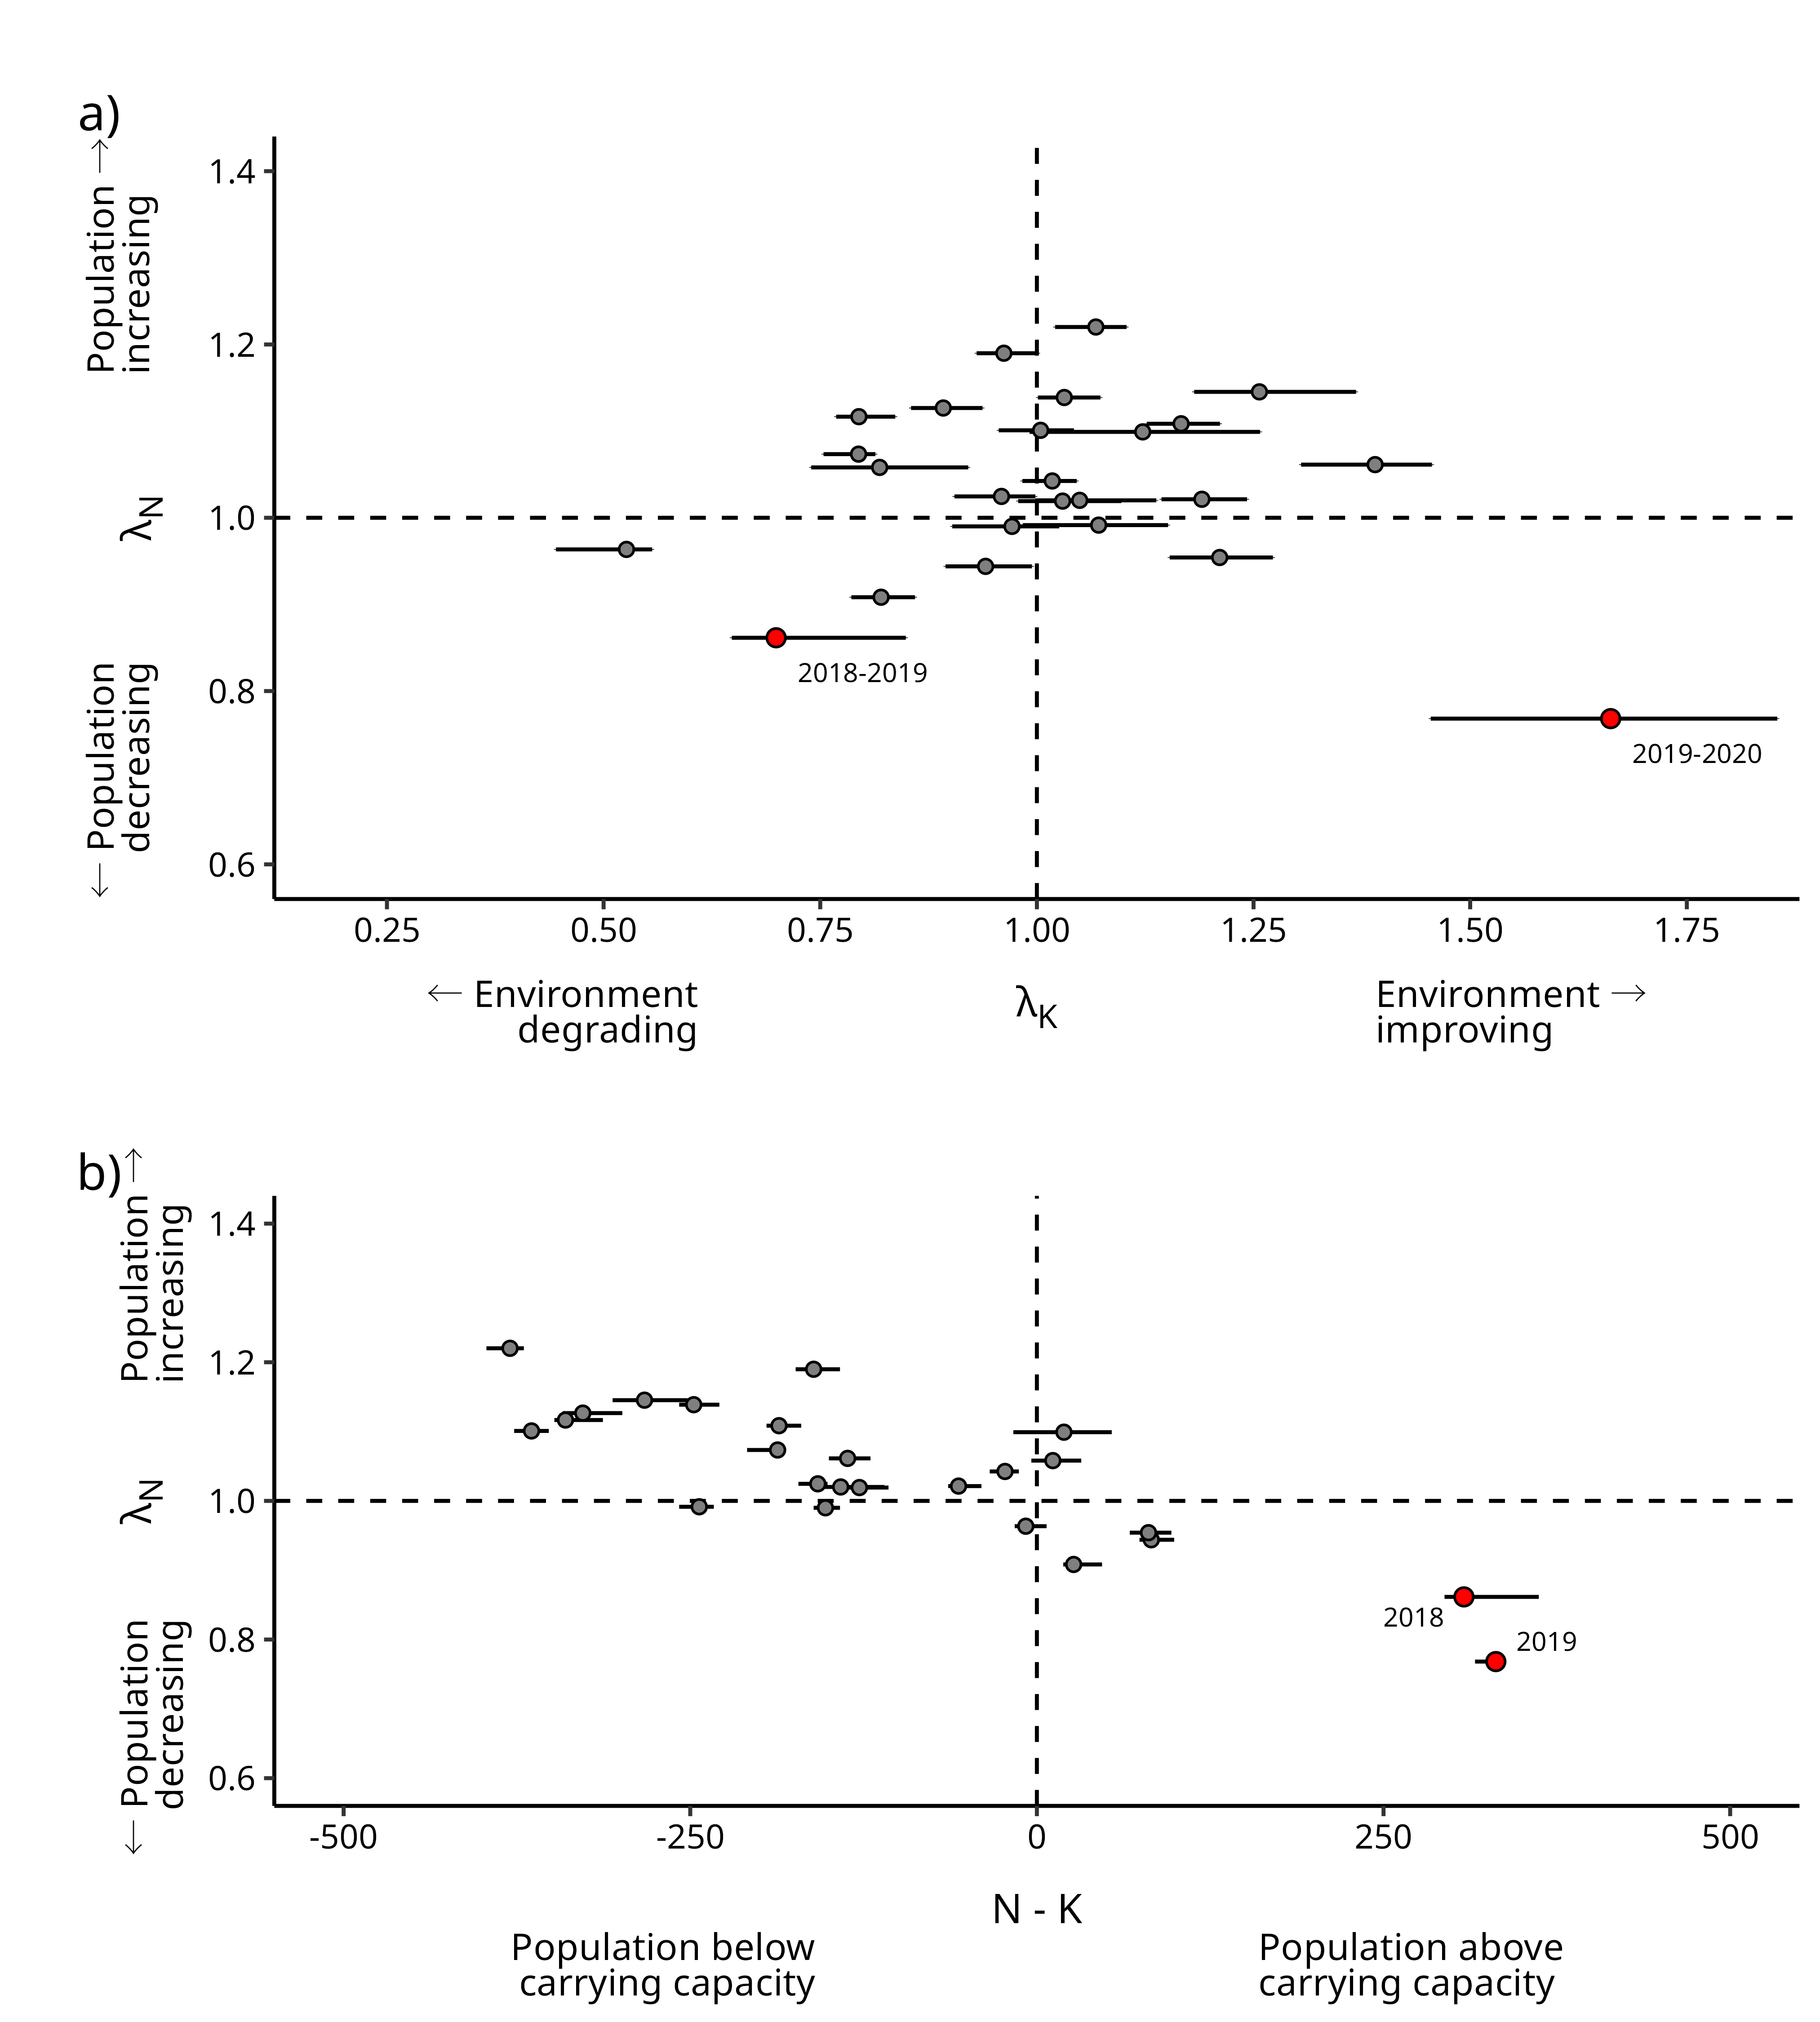 a)
Population →
increasing
λN
← Population
decreasing
1.4
1.2
1.0
0.8
0.6
2018-2019
2019-2020
0.25 0.50 0.75 1.00 1.25 1.50 1.75
← Environment
degrading
λK
Environment →
improving
b)
Population →
increasing
λN
← Population
decreasing
1.4
1.2
1.0
0.8
0.6
2018
2019
-500 -250 0 250 500
N - K
Population below
carrying capacity
Population above
carrying capacity